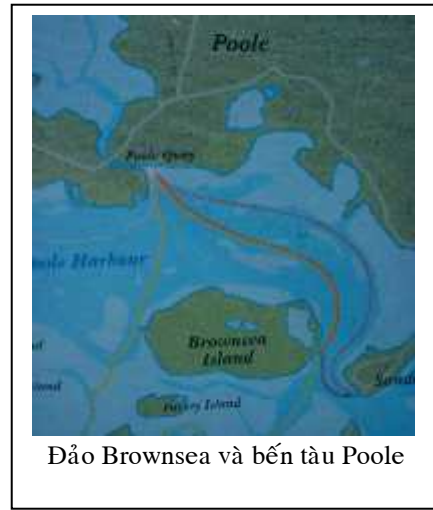 Poole
Poole Quay
Harbour
Brownsea
Island
Furzey Island
Đảo Brownsea và bến tàu Poole